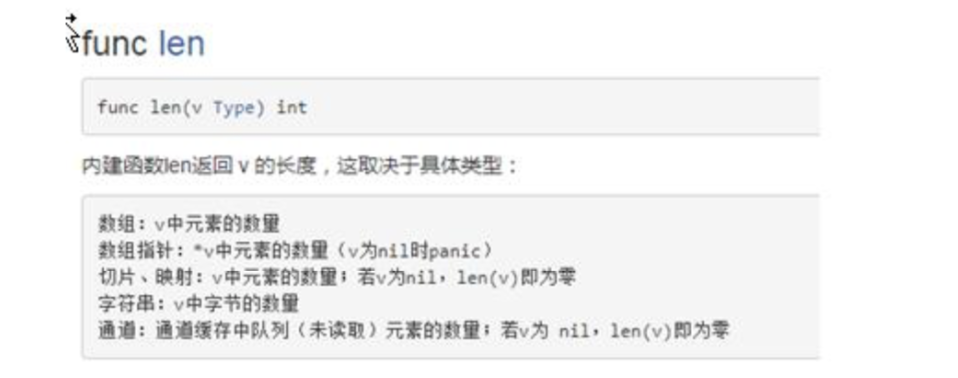 func len
func len(v Type) int
内建函数len返回 v 的长度，这取决于具体类型：
数组：v中元素的数量
数组指针：*v中元素的数量（v为nil时panic）
切片、映射：v中元素的数量；若v为nil，len(v)即为零
字符串：v中字节的数量
通道：通道缓存中队列（未读取）元素的数量；若v为 nil，len(v)即为零